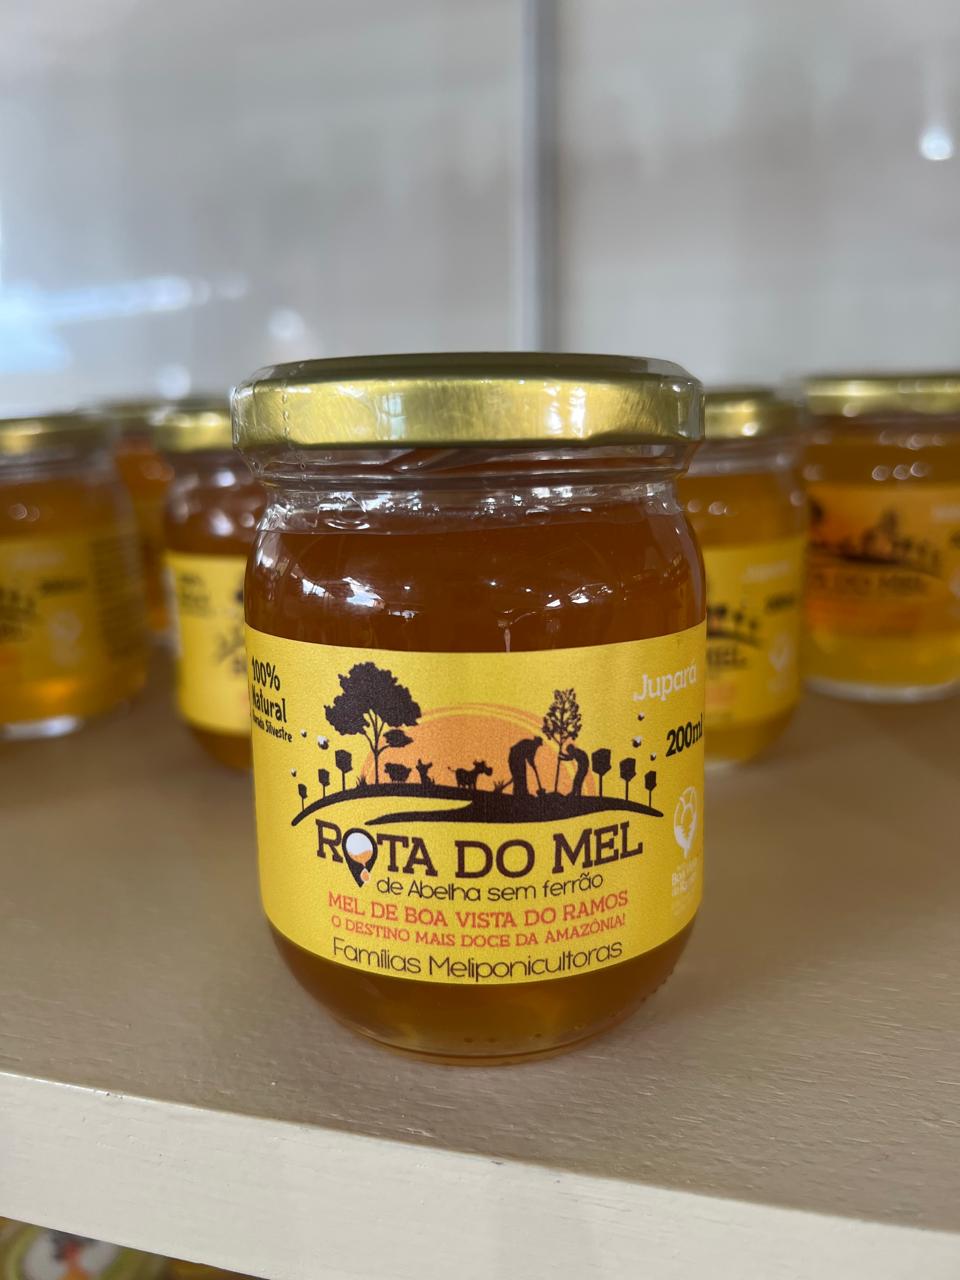 100%
Natural
Jupará
200ml
ROTA DO MEL
de Abelha sem ferrão
MEL DE BOA VISTA DO RAMOS
O DESTINO MAIS DOCE DA AMAZÔNIA!
Famílias Meliponicultoras